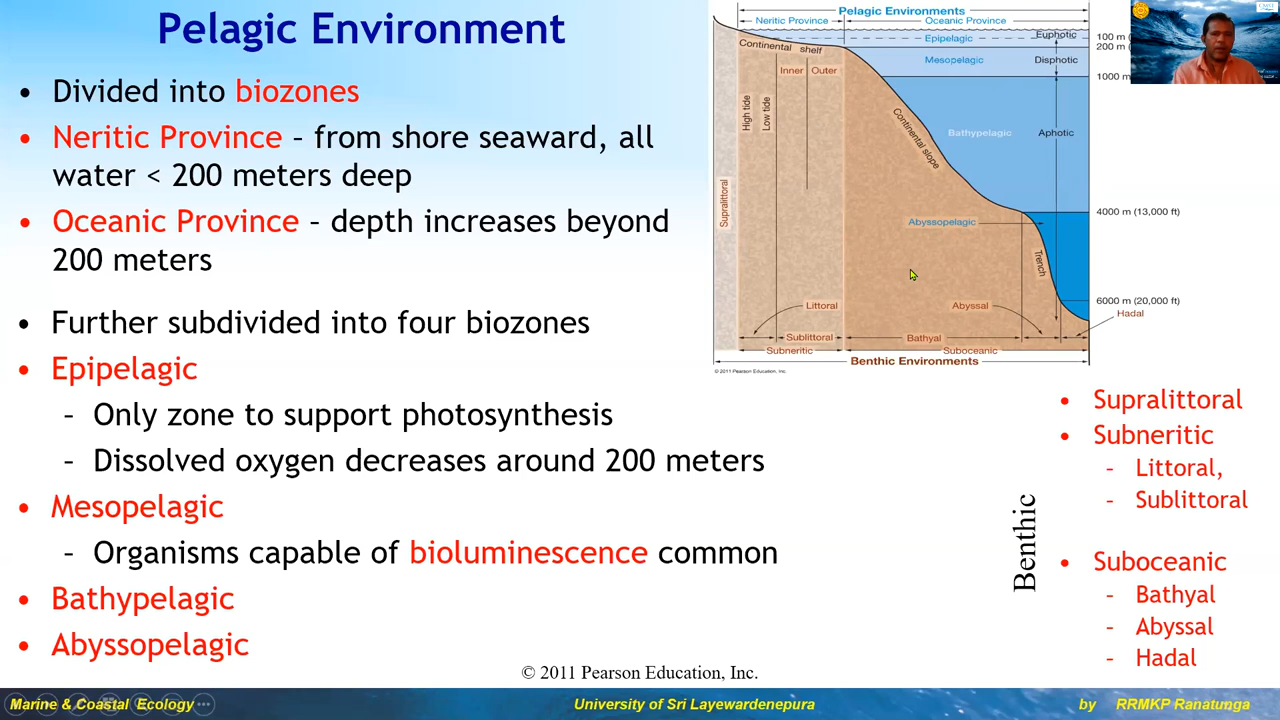 Pelagic Environment
• Divided into biozones
• Neritic Province – from shore seaward, all
water < 200 meters deep
• Oceanic Province – depth increases beyond
200 meters
• Further subdivided into four biozones
• Epipelagic
– Only zone to support photosynthesis
– Dissolved oxygen decreases around 200 meters
• Mesopelagic
– Organisms capable of bioluminescence common
• Bathypelagic
• Abyssopelagic
Pelagic Environments
Neritic Province
Oceanic Province
Continental shelf
Epipelagic
Euphotic
100 m
200 m
Inner
Outer
Mesopelagic
Disphotic
1000 m
High tide
Low tide
Continental slope
Bathypelagic
Aphotic
Supralittoral
4000 m (13,000 ft)
Abyssopelagic
Trench
6000 m (20,000 ft)
Littoral
Abyssal
Hadal
Sublittoral
Bathyal
Subneritic
Suboceanic
Benthic Environments
© 2011 Pearson Education, Inc.
Benthic
• Supralittoral
• Subneritic
– Littoral,
– Sublittoral
• Suboceanic
– Bathyal
– Abyssal
– Hadal
© 2011 Pearson Education, Inc.
Marine & Coastal Ecology
University of Sri Layewardenepura
by RRMKP Ranatunga